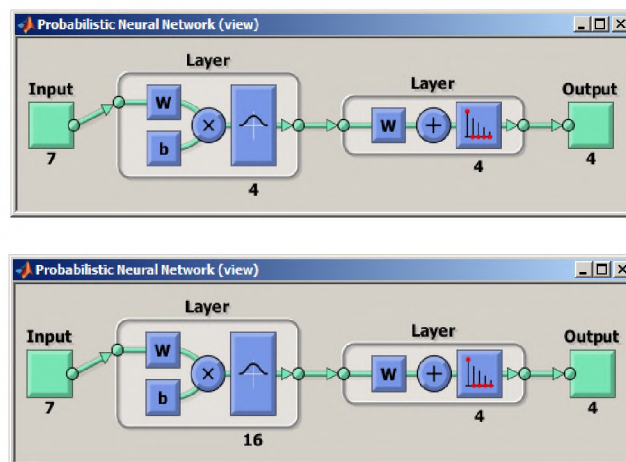 Probabilistic Neural Network (view)
Layer
Input
W
b
7
4
Layer
W
4
Output
4
Probabilistic Neural Network (view)
Layer
Input
W
b
7
16
Layer
W
4
Output
4